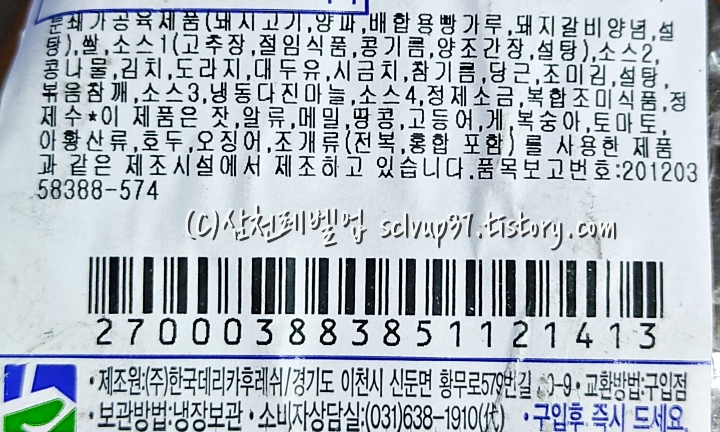 분쇄가공육제품(돼지고기,양파,배합용빵가루,돼지갈비양념,설
탕),쌀,소스1(고추장,절임식품,콩기름,양조간장,설탕),소스2,
콩나물,김치,도라지,대두유,시금치,참기름,당근,조미김,설탕,
볶음참깨,소스3,냉동다진마늘,소스4,정제소금,복합조미식품,정
제수*이 제품은 잣,알류,메밀,땅콩,고등어,게,복숭아,토마토,
아황산류,호두,오징어,조개류(전복,홍합 포함)를 사용한 제품
과 같은 제조시설에서 제조하고 있습니다.품목보고번호:201203
58388-574
(C)삼천레벨업 sclvup37.tistory.com
2700038838511214​13
•제조원:(주)한국데리카후레쉬/경기도 이천시 신둔면 황무로579번길 -9•교환방법:구입점
•보관방법:냉장보관•소비자상담실:(031)638-1910(代) •구입후 즉시 드세요.